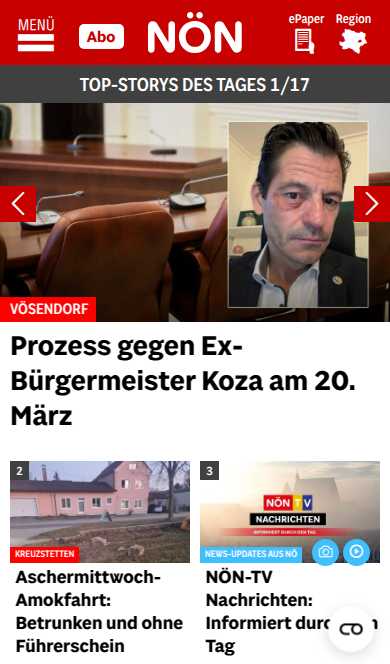 MENÜ
Abo
NÖN
ePaper
Region
TOP-STORYS DES TAGES 1/17
VÖSENDORF
Prozess gegen Ex-
Bürgermeister Koza am 20.
März
2
KREUZSTETTEN
Aschermittwoch-
Amokfahrt:
Betrunken und ohne
Führerschein
3
NÖN TV
NACHRICHTEN
INFORMIERT DURCH DEN TAG
NEWS-UPDATES AUS NÖ
NÖN-TV
Nachrichten:
Informiert
Tag